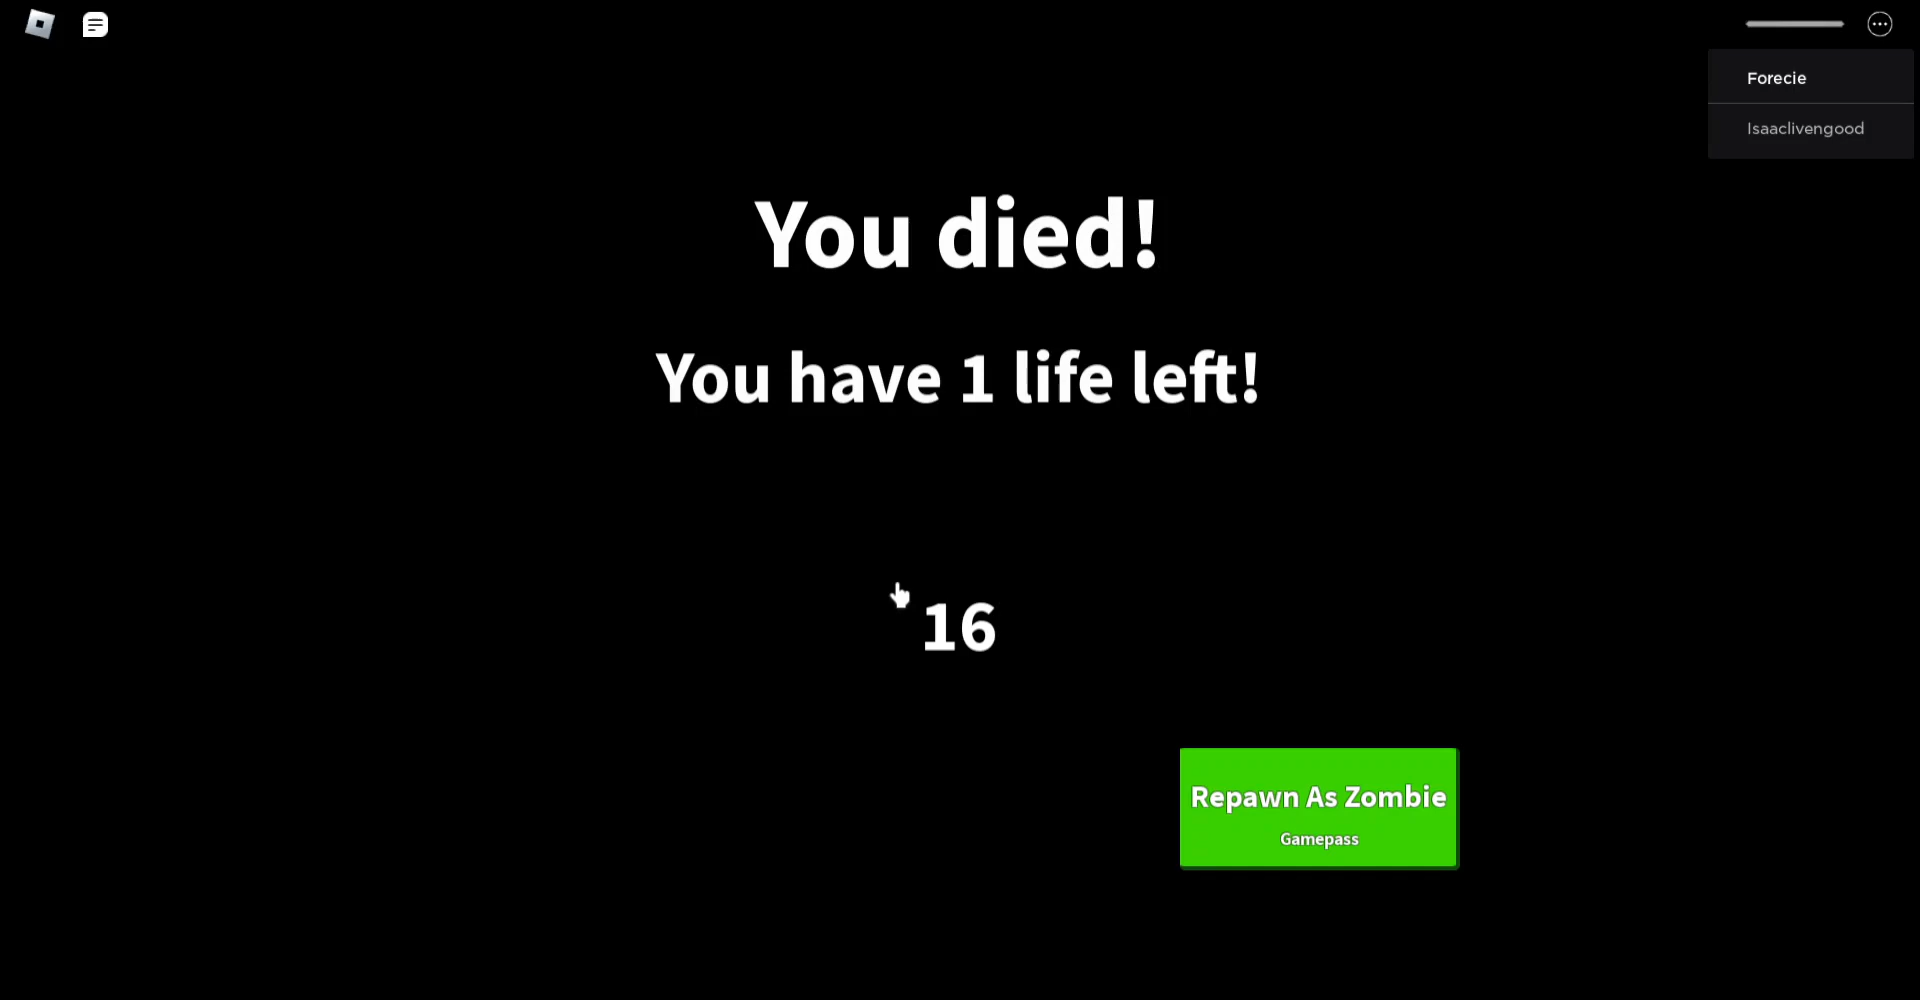 Forecie
Isaaclivengood
You died!
You have 1 life left!
16
Repawn As Zombie
Gamepass